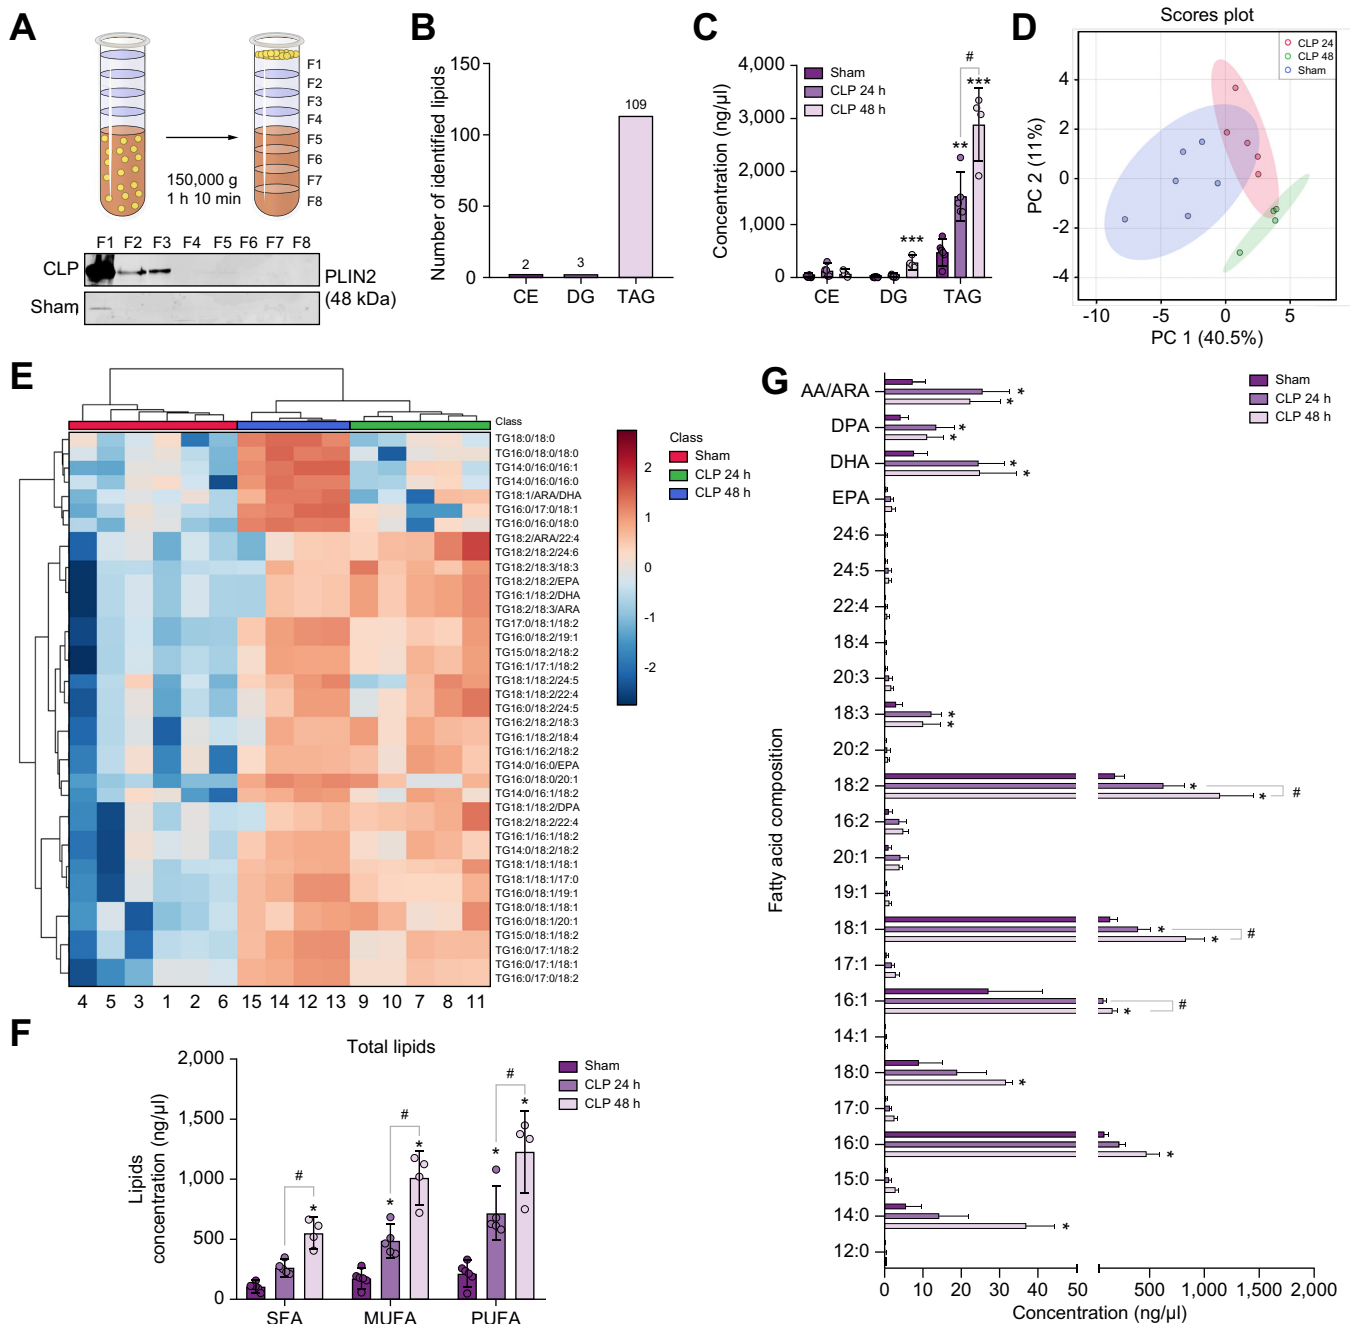 A
F1
F2
F3
F4
F5
F6
F7
F8
150,000 g
1 h 10 min
F1 F2 F3 F4 F5 F6 F7 F8
CLP
Sham
PLIN2
(48 kDa)
B
Number of identified lipids
150
100
50
0
2
3
109
CE DG TAG
C
Concentration (ng/µl)
4,000
3,000
2,000
1,000
0
Sham
CLP 24 h
CLP 48 h
#
***
**
***
CE DG TAG
D
Scores plot
CLP 24
CLP 48
Sham
PC 2 (11%)
4
2
0
-2
-4
-10 -5 0 5
PC 1 (40.5%)
E
Class
TG18:0/18:0
TG16:0/18:0/18:0
TG14:0/16:0/16:1
TG14:0/16:0/16:0
TG18:1/ARA/DHA
TG16:0/17:0/18:1
TG16:0/16:0/18:0
TG18:2/ARA/22:4
TG18:2/18:2/24:6
TG18:2/18:3/18:3
TG18:2/18:2/EPA
TG16:1/18:2/DHA
TG18:2/18:3/ARA
TG17:0/18:1/18:2
TG16:0/18:2/19:1
TG15:0/18:2/18:2
TG16:1/17:1/18:2
TG18:1/18:2/24:5
TG18:1/18:2/22:4
TG16:0/18:2/24:5
TG16:2/18:2/18:3
TG16:1/18:2/18:4
TG16:1/16:2/18:2
TG14:0/16:0/EPA
TG16:0/18:0/20:1
TG14:0/16:1/18:2
TG18:1/18:2/DPA
TG18:2/18:2/22:4
TG16:1/16:1/18:2
TG14:0/18:2/18:2
TG18:1/18:1/18:1
TG18:1/18:1/17:0
TG16:0/18:1/19:1
TG18:0/18:1/18:1
TG16:0/18:1/20:1
TG15:0/18:1/18:2
TG16:0/17:1/18:2
TG16:0/17:1/18:1
TG16:0/17:0/18:2
4 5 3 1 2 6 15 14 12 13 9 10 7 8 11
2
1
0
-1
-2
Class
Sham
CLP 24 h
CLP 48 h
F
Total lipids
Lipids
concentration (ng/µl)
2,000
1,500
1,000
500
0
#
*
#
*
*
#
*
*
Sham
CLP 24 h
CLP 48 h
SFA MUFA PUFA
G
Sham
CLP 24 h
CLP 48 h
Fatty acid composition
AA/ARA
*
*
DPA
*
*
DHA
*
*
EPA
24:6
24:5
22:4
18:4
20:3
18:3
*
*
20:2
18:2
*
*
#
16:2
20:1
19:1
18:1
*
*
#
17:1
16:1
*
#
14:1
18:0
*
17:0
16:0
*
15:0
14:0
*
12:0
0 10 20 30 40 50 500 1,000 1,500 2,000
Concentration (ng/µl)